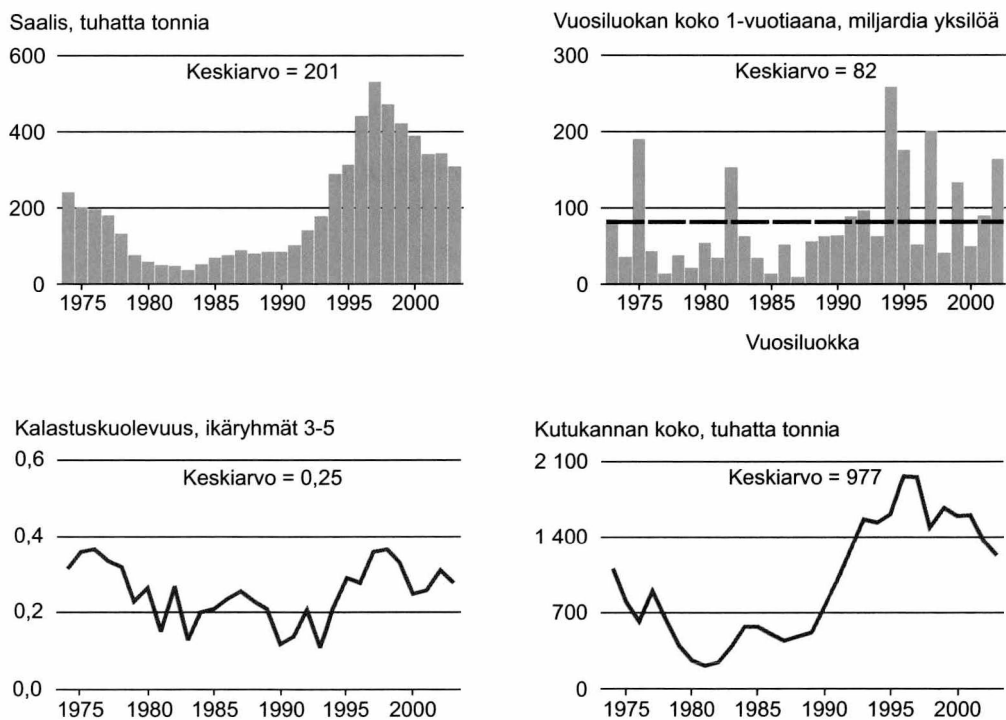 Saalis, tuhatta tonnia
600
Keskiarvo = 201
400
200
0
1975 1980 1985 1990 1995 2000
Vuosiluokan koko 1-vuotiaana, miljardia yksilöä
300
Keskiarvo = 82
200
100
0
1975 1980 1985 1990 1995 2000
Vuosiluokka
Kalastuskuolevuus, ikäryhmät 3-5
0,6
Keskiarvo = 0,25
0,4
0,2
0,0
1975 1980 1985 1990 1995 2000
Kutukannan koko, tuhatta tonnia
2 100
Keskiarvo = 977
1 400
700
0
1975 1980 1985 1990 1995 2000